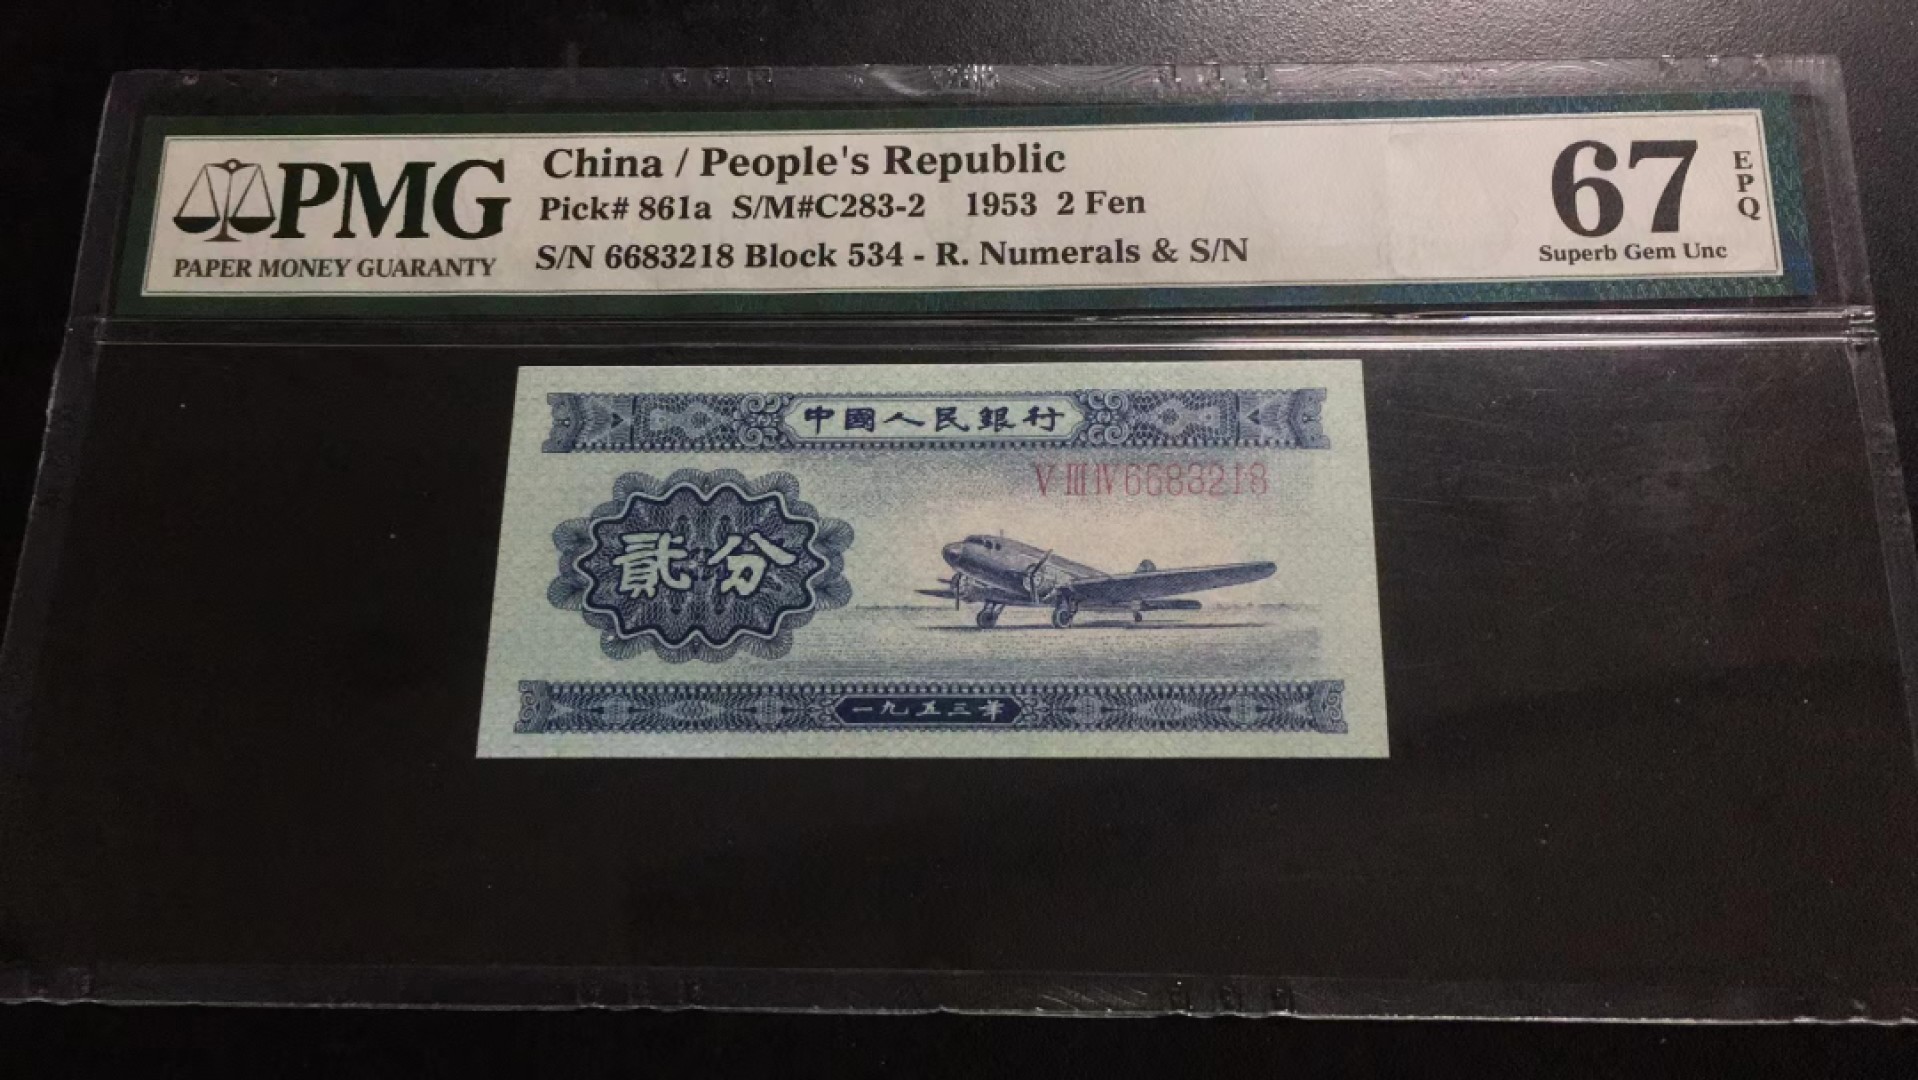 PMG
PAPER MONEY GUARANTY
China / People's Republic
Pick# 861a S/M#C283-2 1953 2 Fen
S/N 6683218 Block 534 - R. Numerals & S/N
67
EPQ
Superb Gem Unc
中國人民銀行
V III IV 6683218
貳分
一九五三年